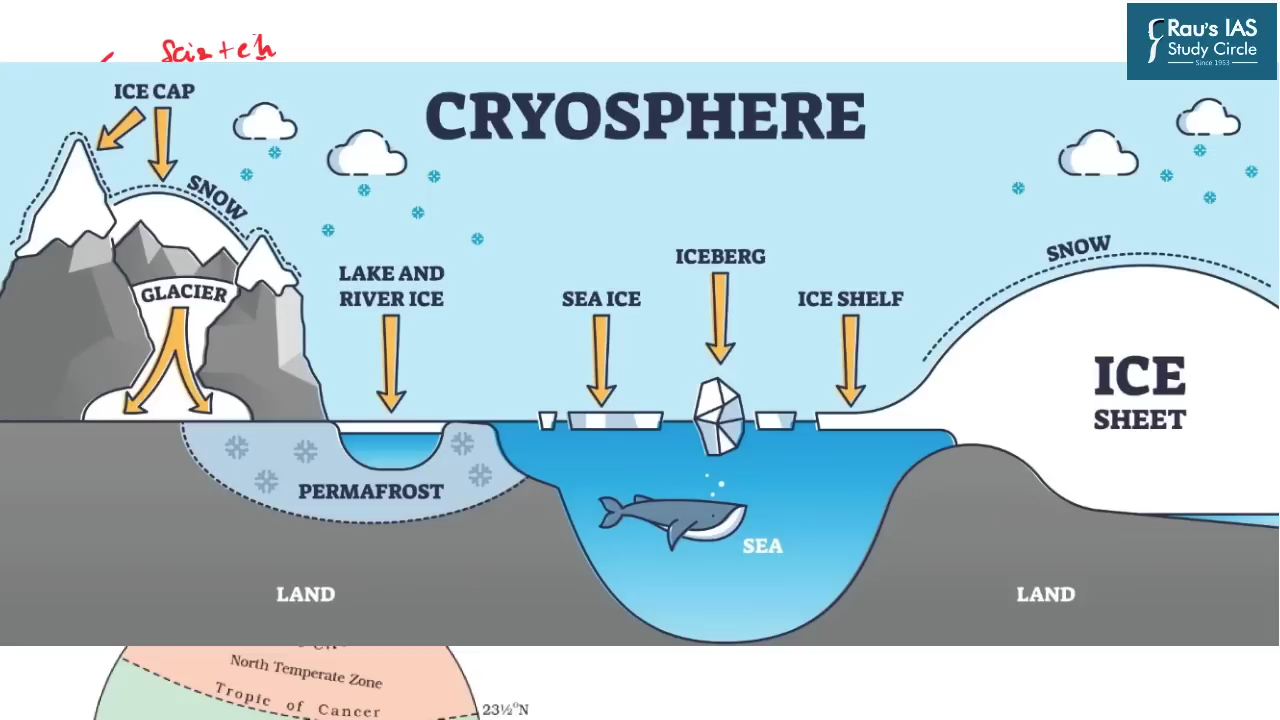 Rau's IAS
Study Circle
Since 1953
ICE CAP
CRYOSPHERE
SNOW
GLACIER
LAKE AND
RIVER ICE
SEA ICE
ICEBERG
ICE SHELF
SNOW
ICE
SHEET
PERMAFROST
SEA
LAND
LAND
North Temperate Zone
Tropic of Cancer
23½°N